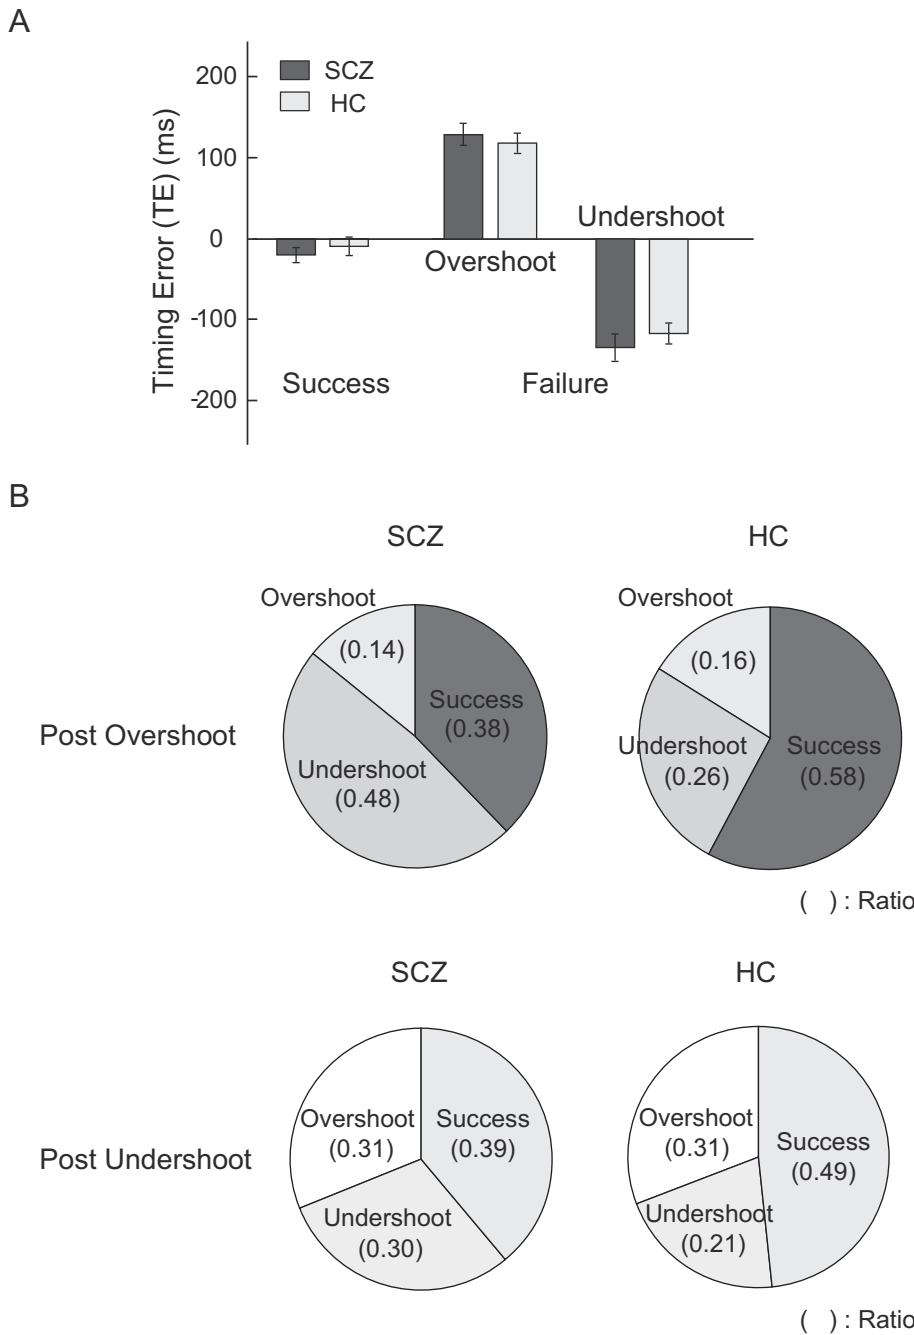 A
200
100
0
-100
-200
Timing Error (TE) (ms)
SCZ
HC
Undershoot
Overshoot
Success
Failure
B
SCZ
HC
Overshoot
(0.14)
Success
(0.38)
Undershoot
(0.48)
Overshoot
(0.16)
Undershoot
(0.26)
Success
(0.58)
Post Overshoot
( ) : Ratio
SCZ
HC
Overshoot
(0.31)
Success
(0.39)
Undershoot
(0.30)
Overshoot
(0.31)
Success
(0.49)
Undershoot
(0.21)
Post Undershoot
( ) : Ratio